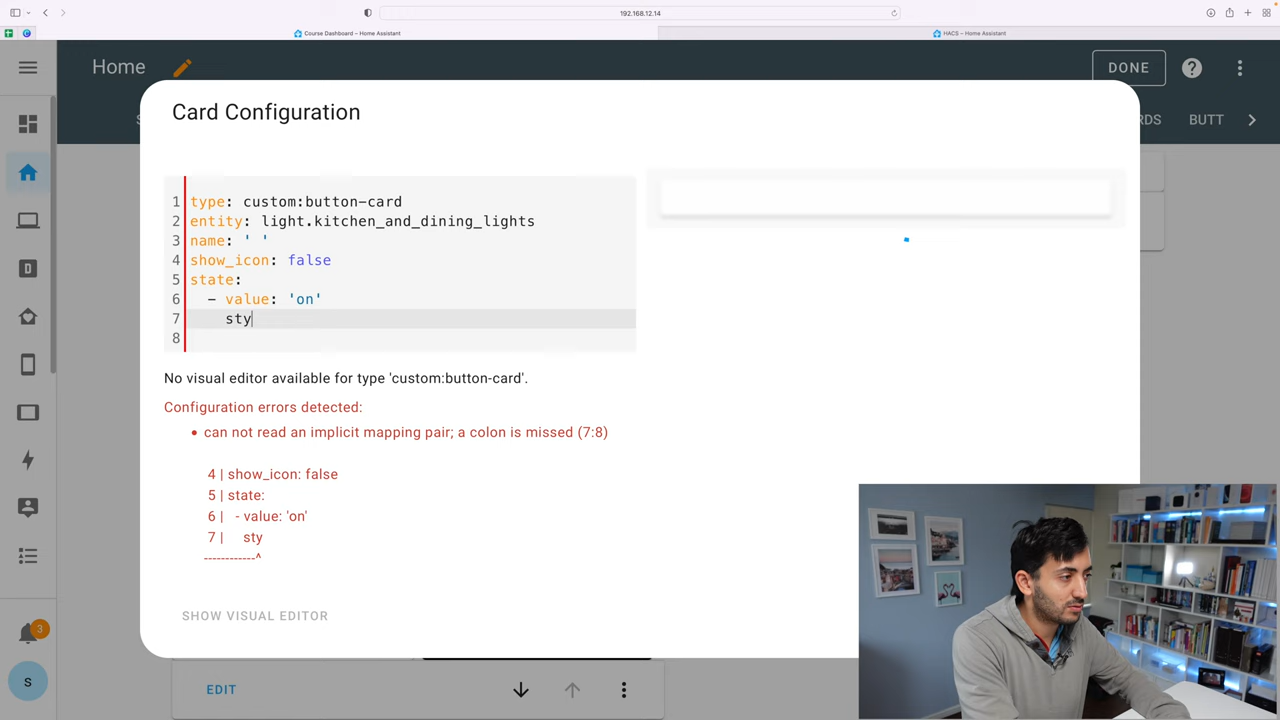 192.168.12.14
Course Dashboard – Home Assistant
HACS – Home Assistant
Home
DONE
RDS
BUTT
Card Configuration
1 type: custom:button-card
2 entity: light.kitchen_and_dining_lights
3 name: ' '
4 show_icon: false
5 state:
6 - value: 'on'
7 sty
8
No visual editor available for type 'custom:button-card'.
Configuration errors detected:
• can not read an implicit mapping pair; a colon is missed (7:8)
4 | show_icon: false
5 | state:
6 | - value: 'on'
7 | sty
------------^
SHOW VISUAL EDITOR
3
s
EDIT